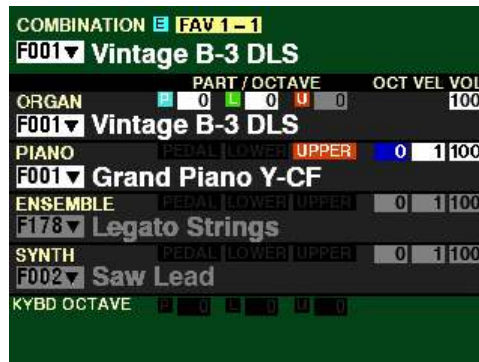 COMBINATION E FAV 1 – 1
F001▼ Vintage B-3 DLS
PART / OCTAVE OCT VEL VOL
ORGAN P 0 L 0 U 0 100
F001▼ Vintage B-3 DLS
PIANO PEDAL LOWER UPPER 0 1 100
F001▼ Grand Piano Y-CF
ENSEMBLE PEDAL LOWER UPPER 0 1 100
F178▼ Legato Strings
SYNTH PEDAL LOWER UPPER 0 1 100
F002▼ Saw Lead
KYBD OCTAVE P 0 L 0 U 0